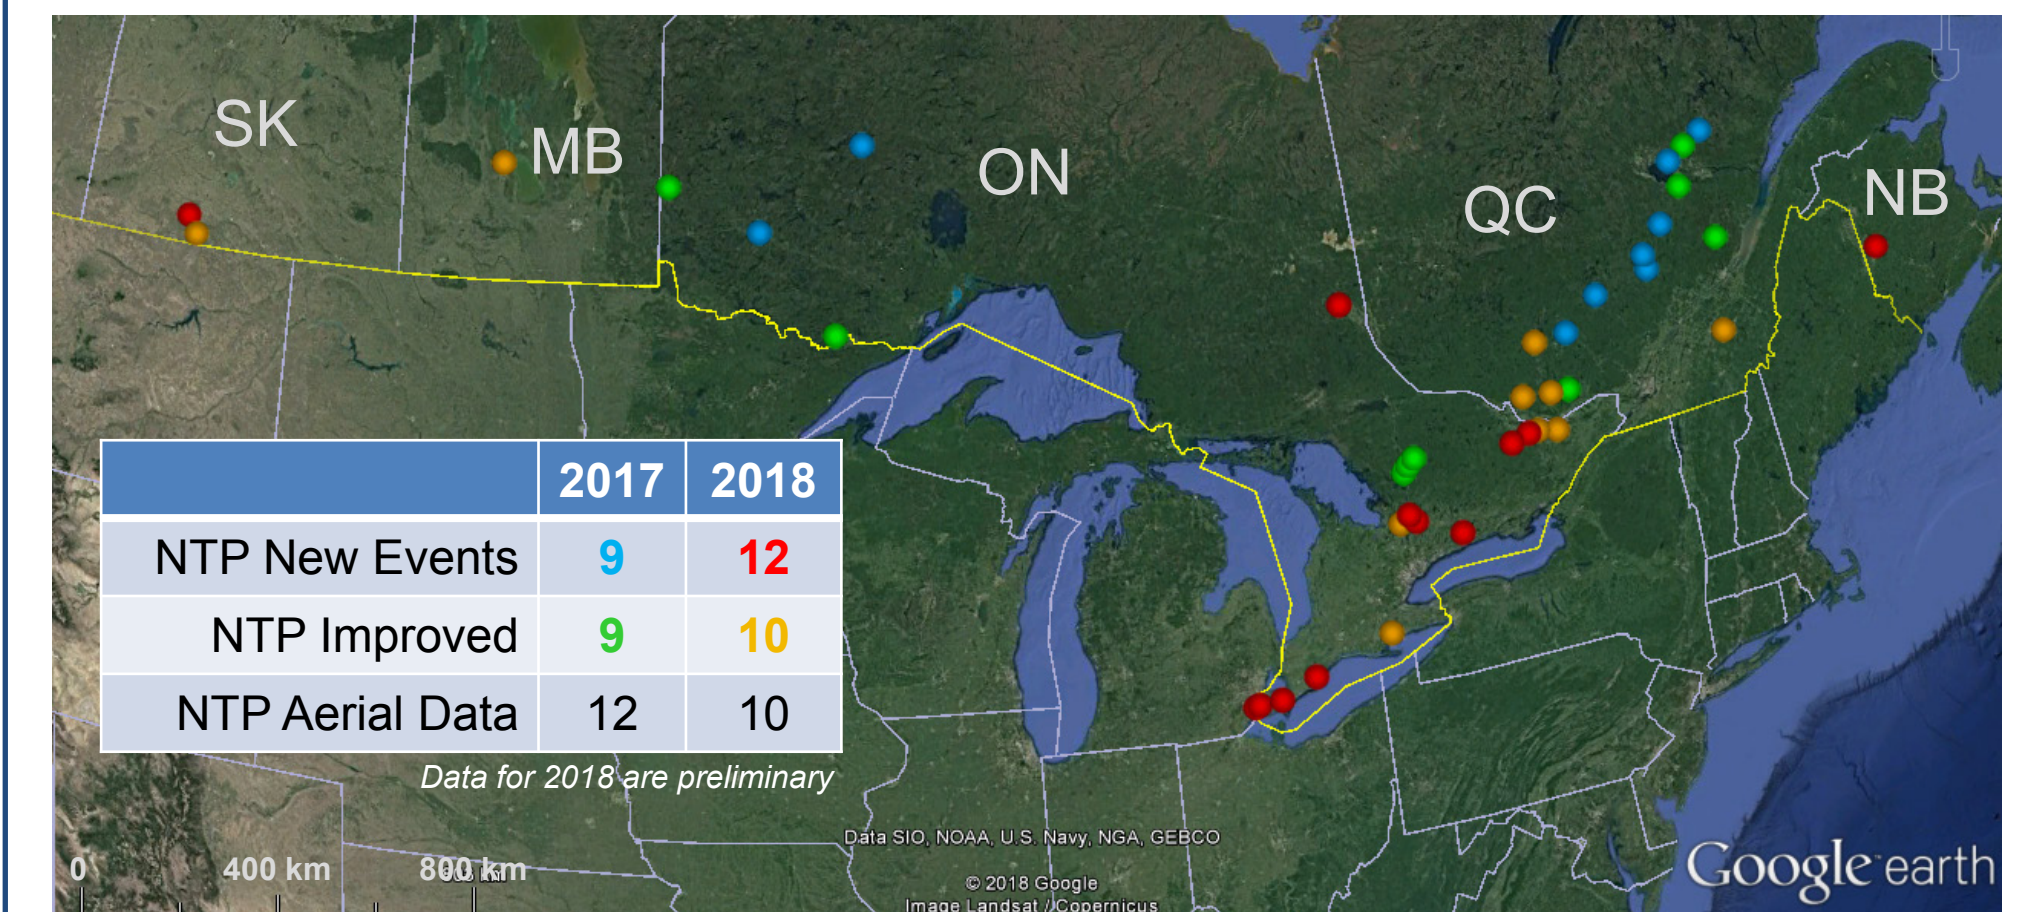 SK
MB
ON
QC
NB
2017 2018
NTP New Events 9 12
NTP Improved 9 10
NTP Aerial Data 12 10
Data for 2018 are preliminary
Data SIO, NOAA, U.S. Navy, NGA, GEBCO
© 2018 Google
Image Landsat / Copernicus
0 400 km 800 km
Google earth